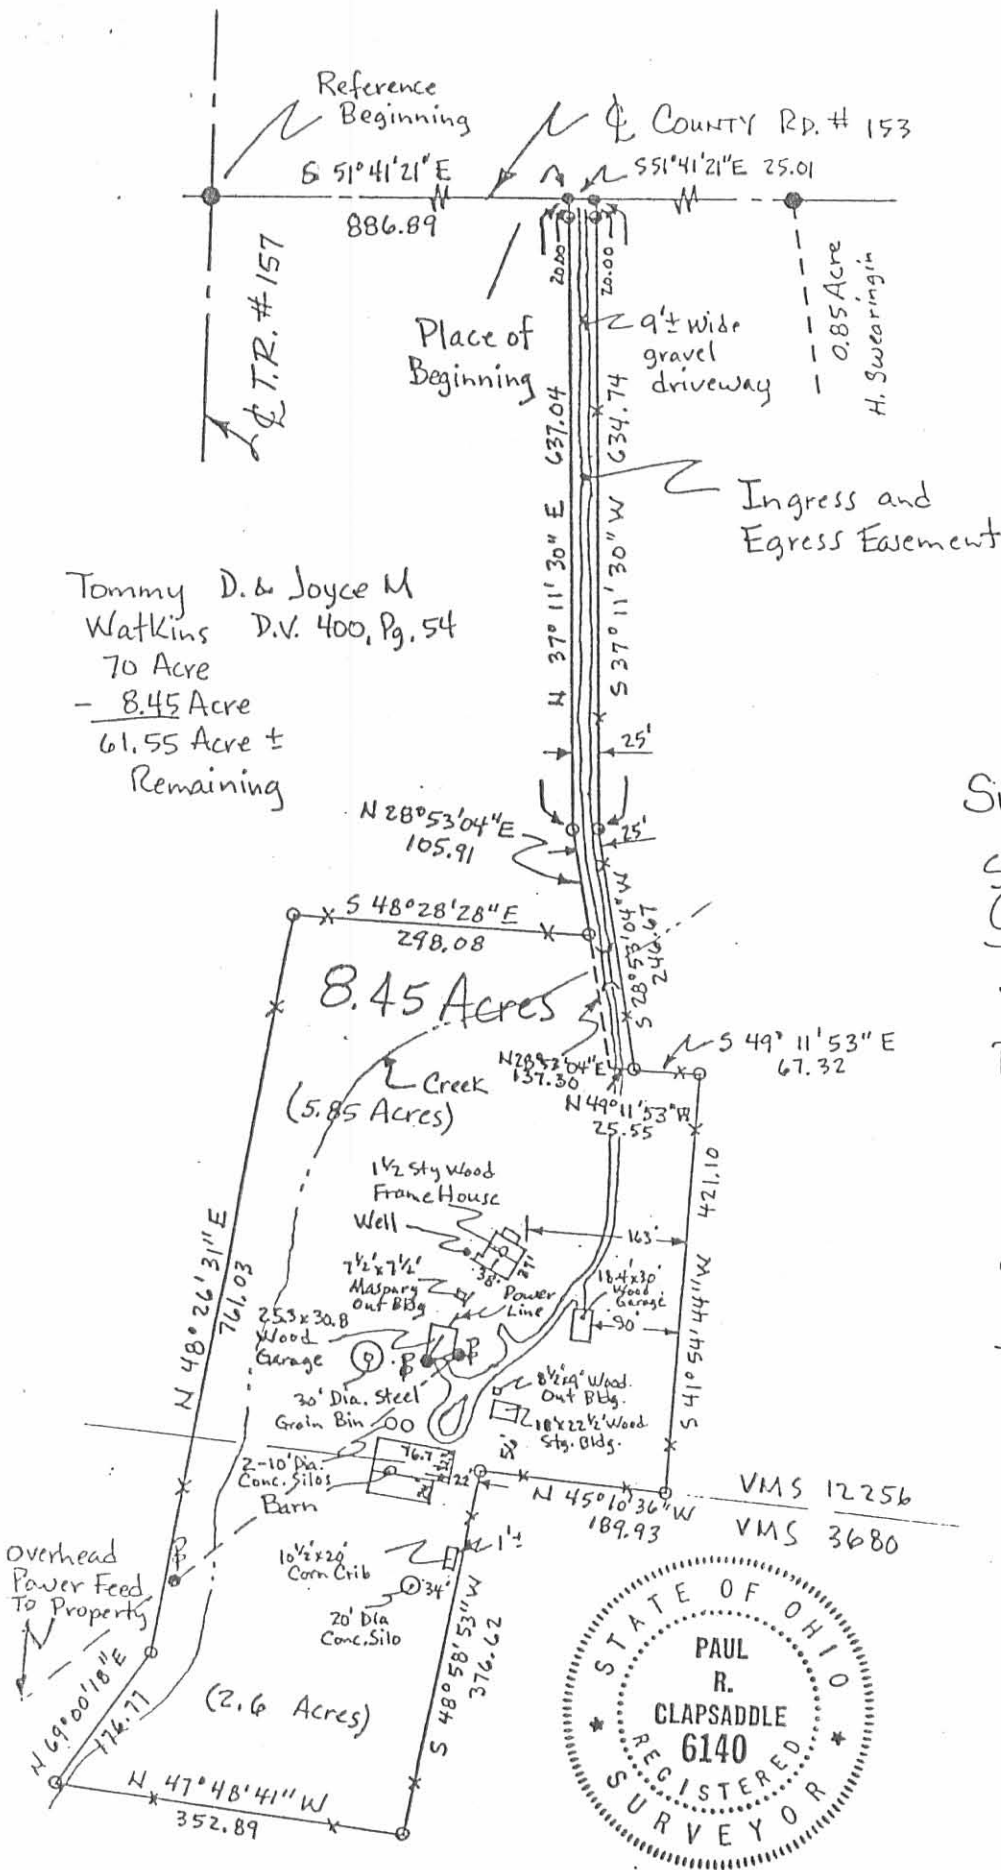 Reference
Beginning
℄ COUNTY RD. # 153
S 51°41'21" E
S51°41'21"E 25.01
886.89
20.00
20.00
℄ T.R. #157
Place of
Beginning
9'± wide
gravel
driveway
0.85 Acre
H. Swearingin
637.04
N 37° 11' 30" E
634.74
S 37° 11' 30" W
Ingress and
Egress Easement
Tommy D. & Joyce M
Watkins D.V. 400, Pg. 54
70 Acre
- 8.45 Acre
61.55 Acre ±
Remaining
25'
N 28°53'04"E
105.91
25'
S 48°28'28"E
298.08
S 28°53'04"W
8.45 Acres
S 49° 11'53" E
67.32
N28°53'04"E
137.30
Creek
(5.85 Acres)
N 49°11'53"W
25.55
421.10
S 41°54'44"W
1½ Sty Wood
Frame House
Well
38'
163'
7½'x7½'
Masonry
Out Bldg
Power
Line
18.4x30'
Wood
Garage
90'
25.3x30.8
Wood
Garage
N 48°26'31"E
761.03
30' Dia. Steel
Grain Bin
8½'x9' Wood
Out Bldg.
18'x22½' Wood
Stg. Bldg.
2-10' Dia.
Conc. Silos
76.7
22'
Barn
N 45°10'36"W
189.93
VMS 12256
VMS 3680
Overhead
Power Feed
To Property
10½'x20'
Corn Crib
1'±
34'
20' Dia
Conc. Silo
S 48°58'53"W
376.62
N 69°00'18"E
176.77
(2.6 Acres)
N 47°48'41"W
352.89
STATE OF OHIO
PAUL
R.
CLAPSADDLE
6140
REGISTERED
SURVEYOR